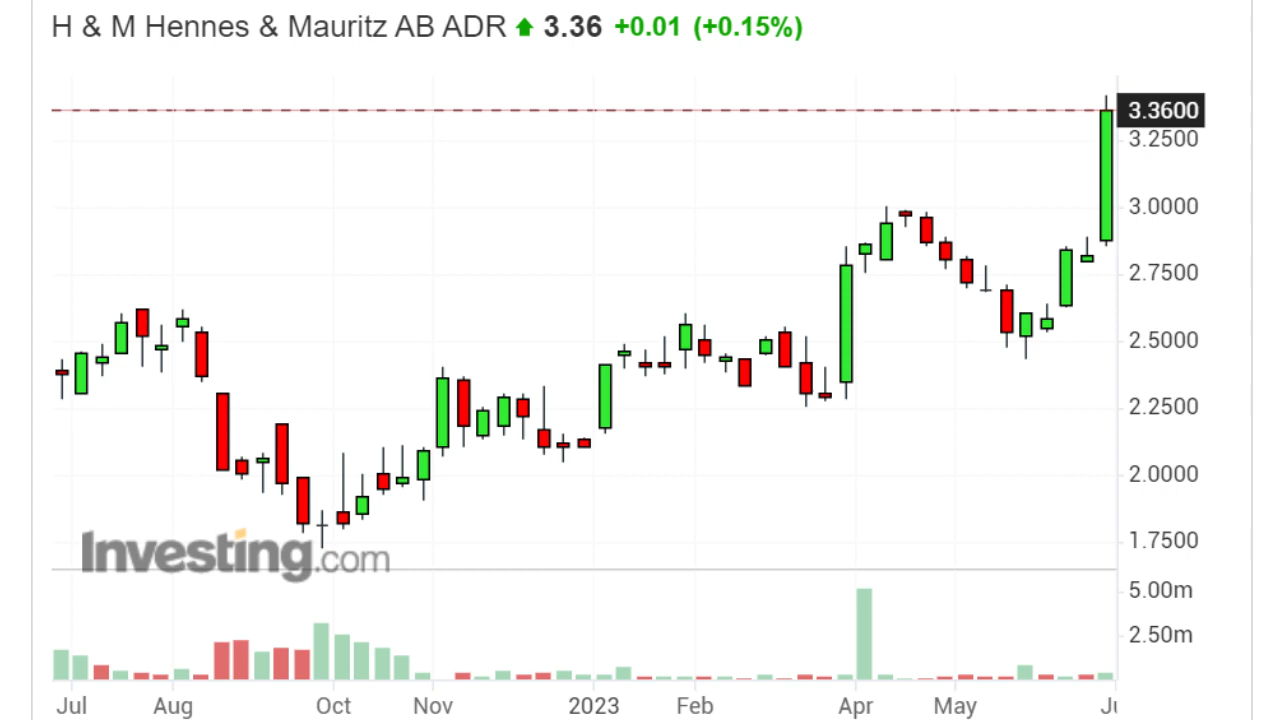 H & M Hennes & Mauritz AB ADR 3.36 +0.01 (+0.15%)
3.3600
3.2500
3.0000
2.7500
2.5000
2.2500
2.0000
1.7500
Investing.com
5.00m
2.50m
Jul Aug Oct Nov 2023 Feb Apr May Ju